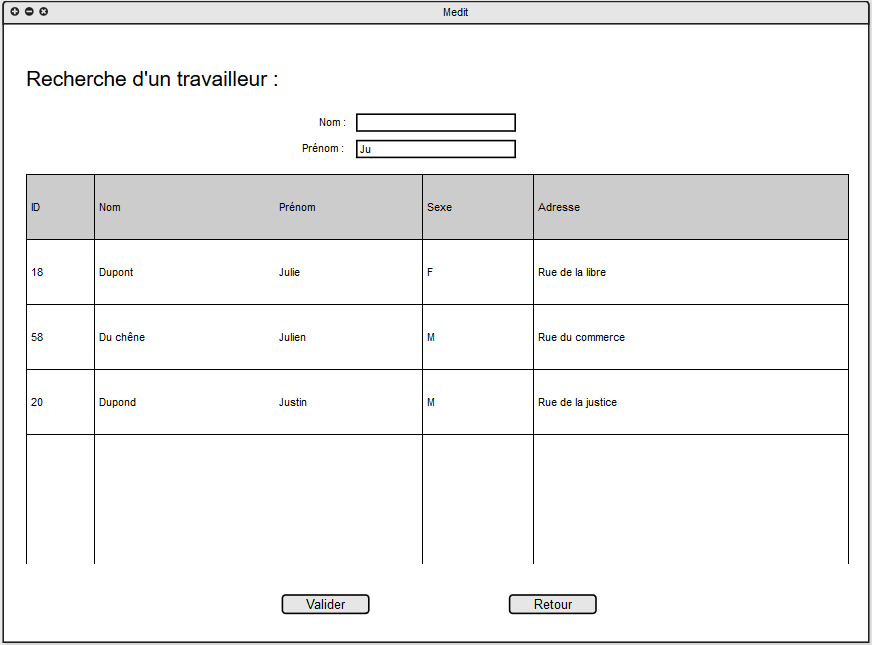 Medit
Recherche d'un travailleur :
Nom :
Prénom : Ju
ID Nom Prénom Sexe Adresse
18 Dupont Julie F Rue de la libre
58 Du chêne Julien M Rue du commerce
20 Dupond Justin M Rue de la justice
Valider Retour